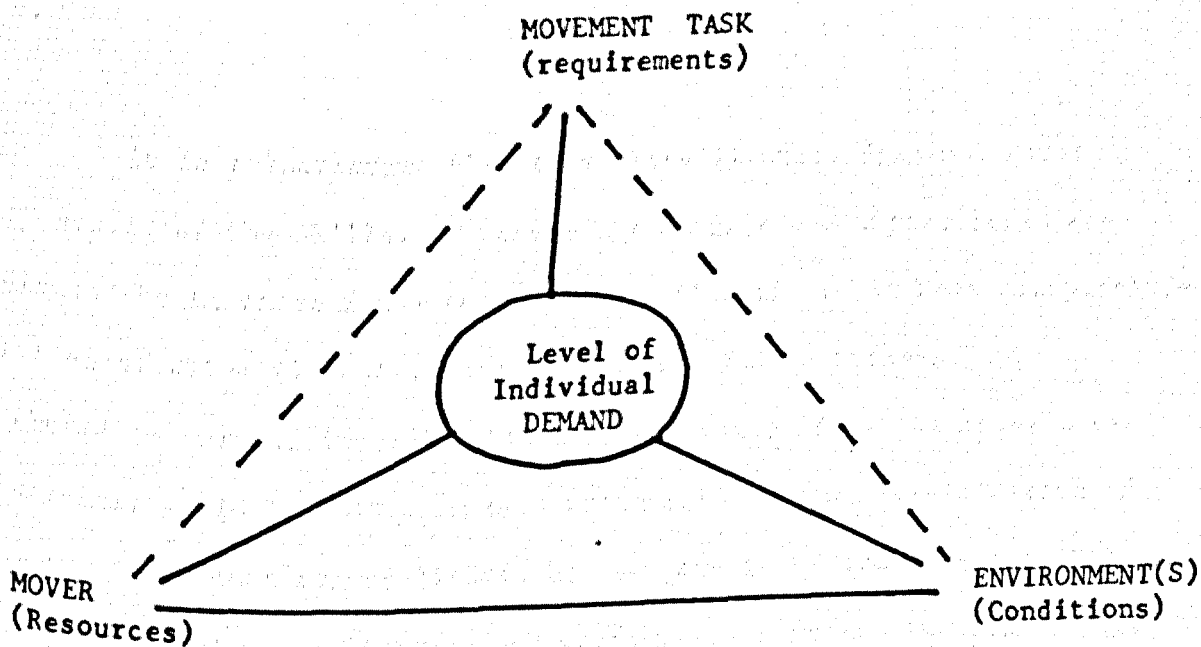 MOVEMENT TASK
(requirements)
Level of
Individual
DEMAND
MOVER
(Resources)
ENVIRONMENT(S)
(Conditions)